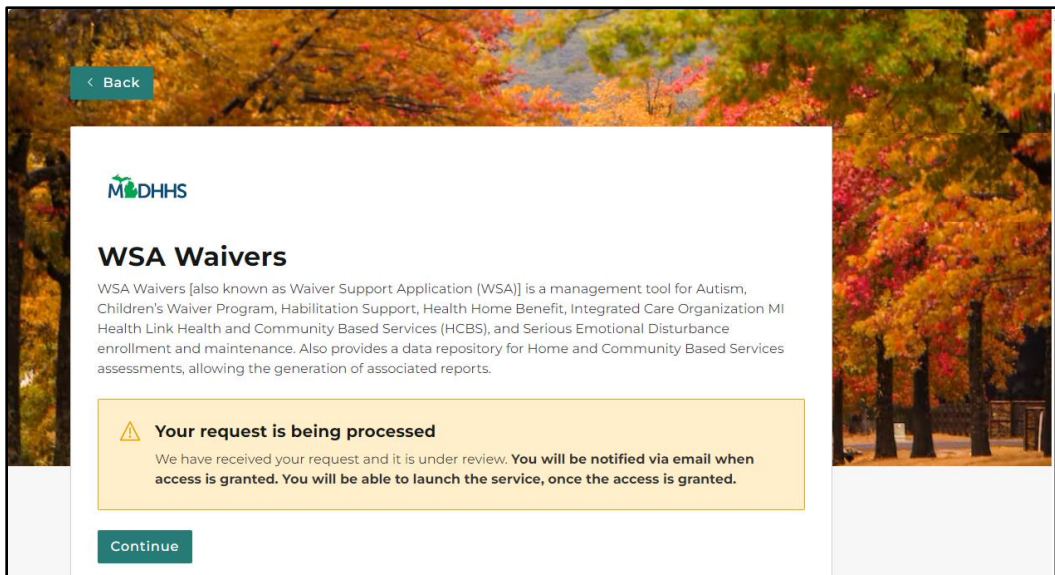 Back
MDHHS
WSA Waivers
WSA Waivers [also known as Waiver Support Application (WSA)] is a management tool for Autism,
Children's Waiver Program, Habilitation Support, Health Home Benefit, Integrated Care Organization MI
Health Link Health and Community Based Services (HCBS), and Serious Emotional Disturbance
enrollment and maintenance. Also provides a data repository for Home and Community Based Services
assessments, allowing the generation of associated reports.
Your request is being processed
We have received your request and it is under review. You will be notified via email when
access is granted. You will be able to launch the service, once the access is granted.
Continue